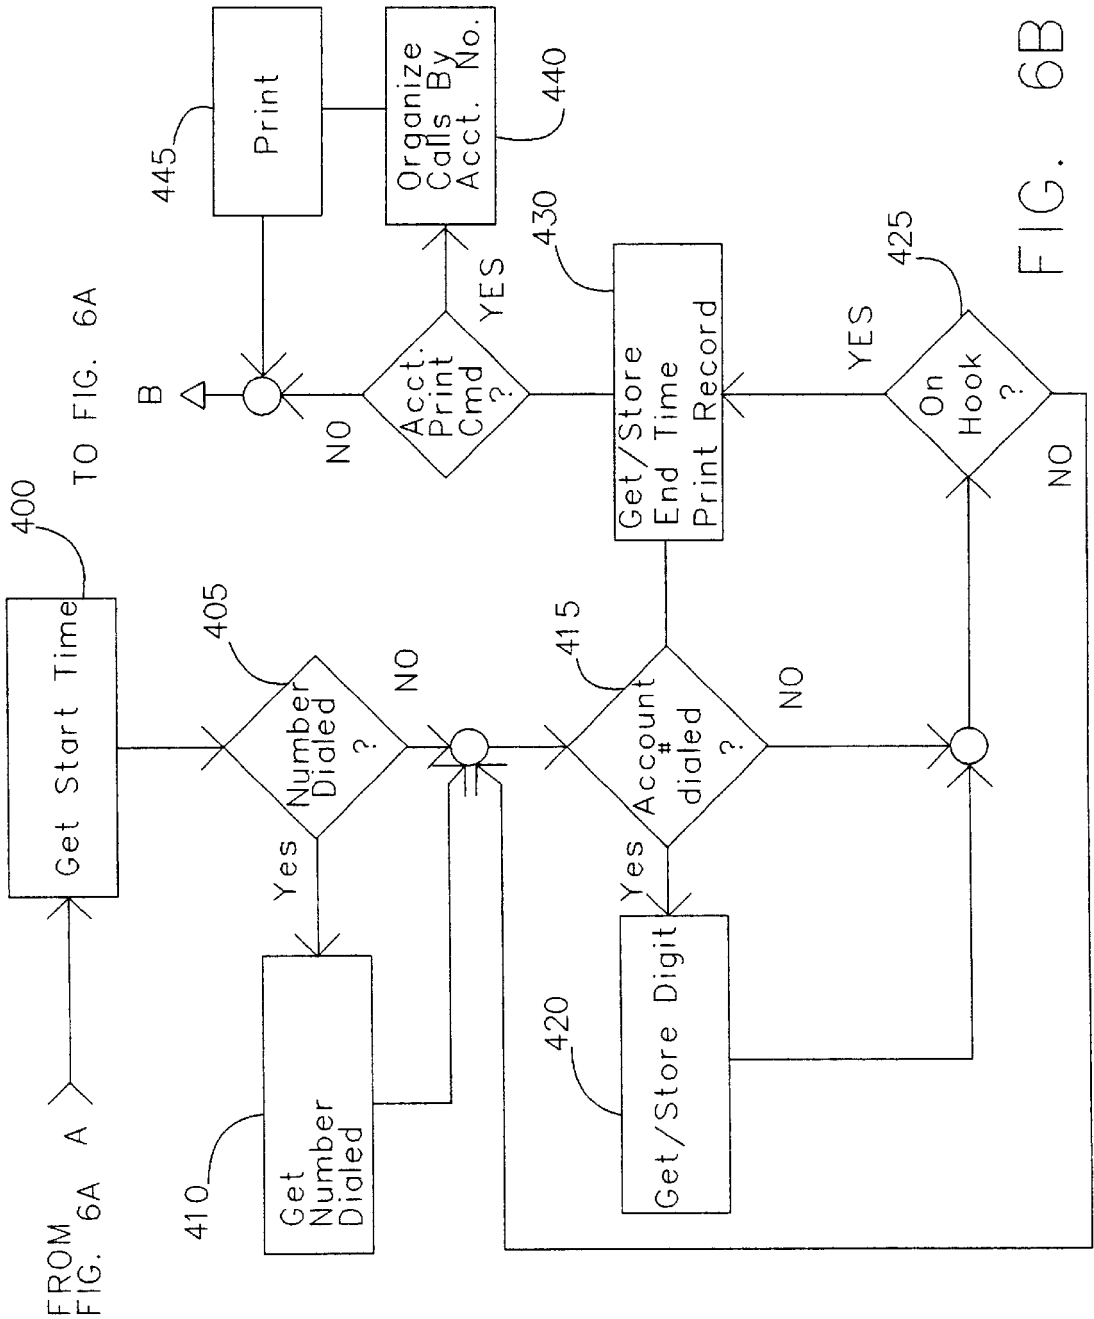 FROM
FIG. 6A A
400
Get Start Time
TO FIG. 6A
B
405
Number
Dialed
?
Yes
NO
410
Get
Number
Dialed
415
Account
#
dialed
?
Yes
NO
420
Get/Store Digit
425
On
Hook
?
YES
NO
430
Get/Store
End Time
Print Record
Acct.
Print
Cmd
?
YES
NO
440
Organize
Calls By
Acct. No.
445
Print
FIG. 6B